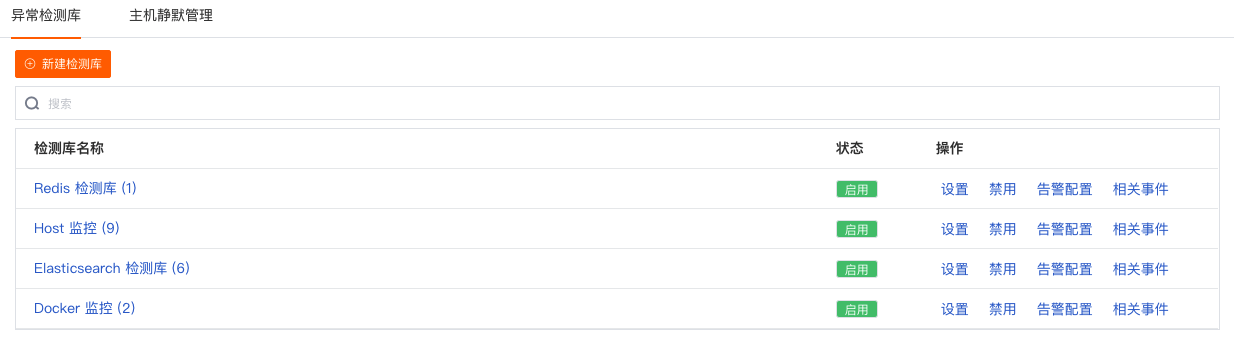 异常检测库 主机静默管理
新建检测库
搜索
检测库名称 状态 操作
Redis 检测库 (1) 启用 设置 禁用 告警配置 相关事件
Host 监控 (9) 启用 设置 禁用 告警配置 相关事件
Elasticsearch 检测库 (6) 启用 设置 禁用 告警配置 相关事件
Docker 监控 (2) 启用 设置 禁用 告警配置 相关事件